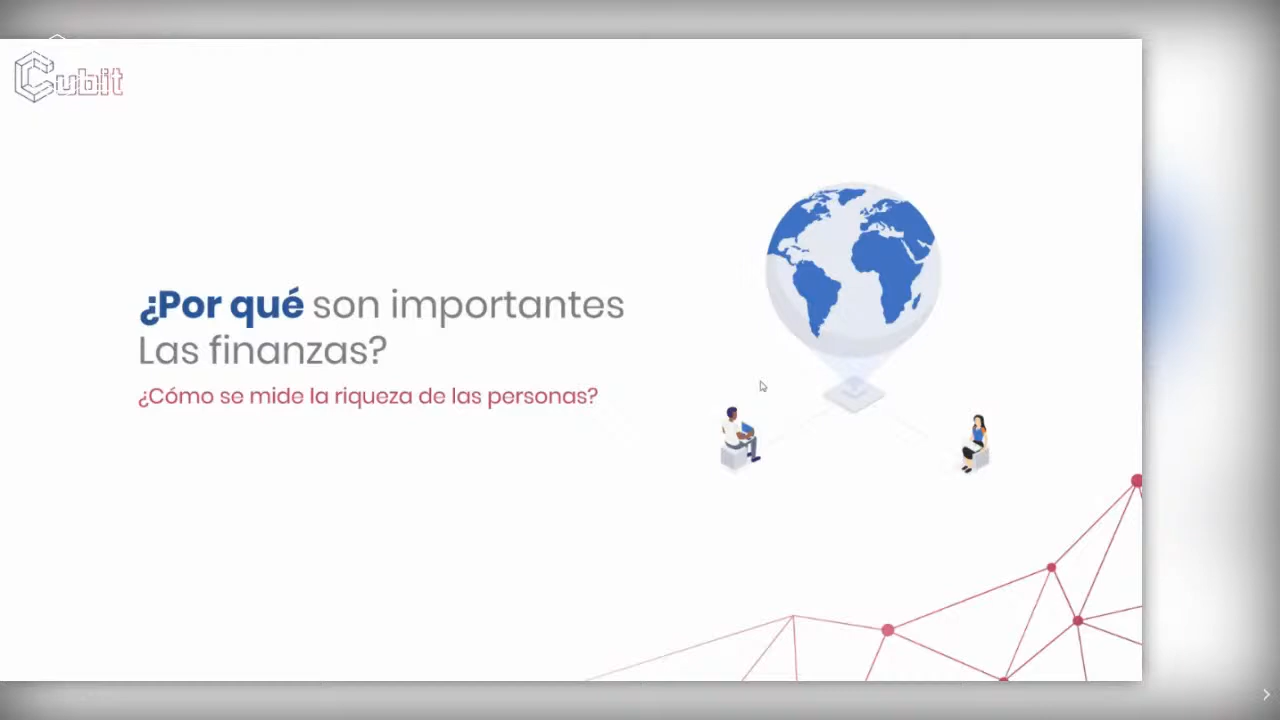 Cubit
¿Por qué son importantes
Las finanzas?
¿Cómo se mide la riqueza de las personas?